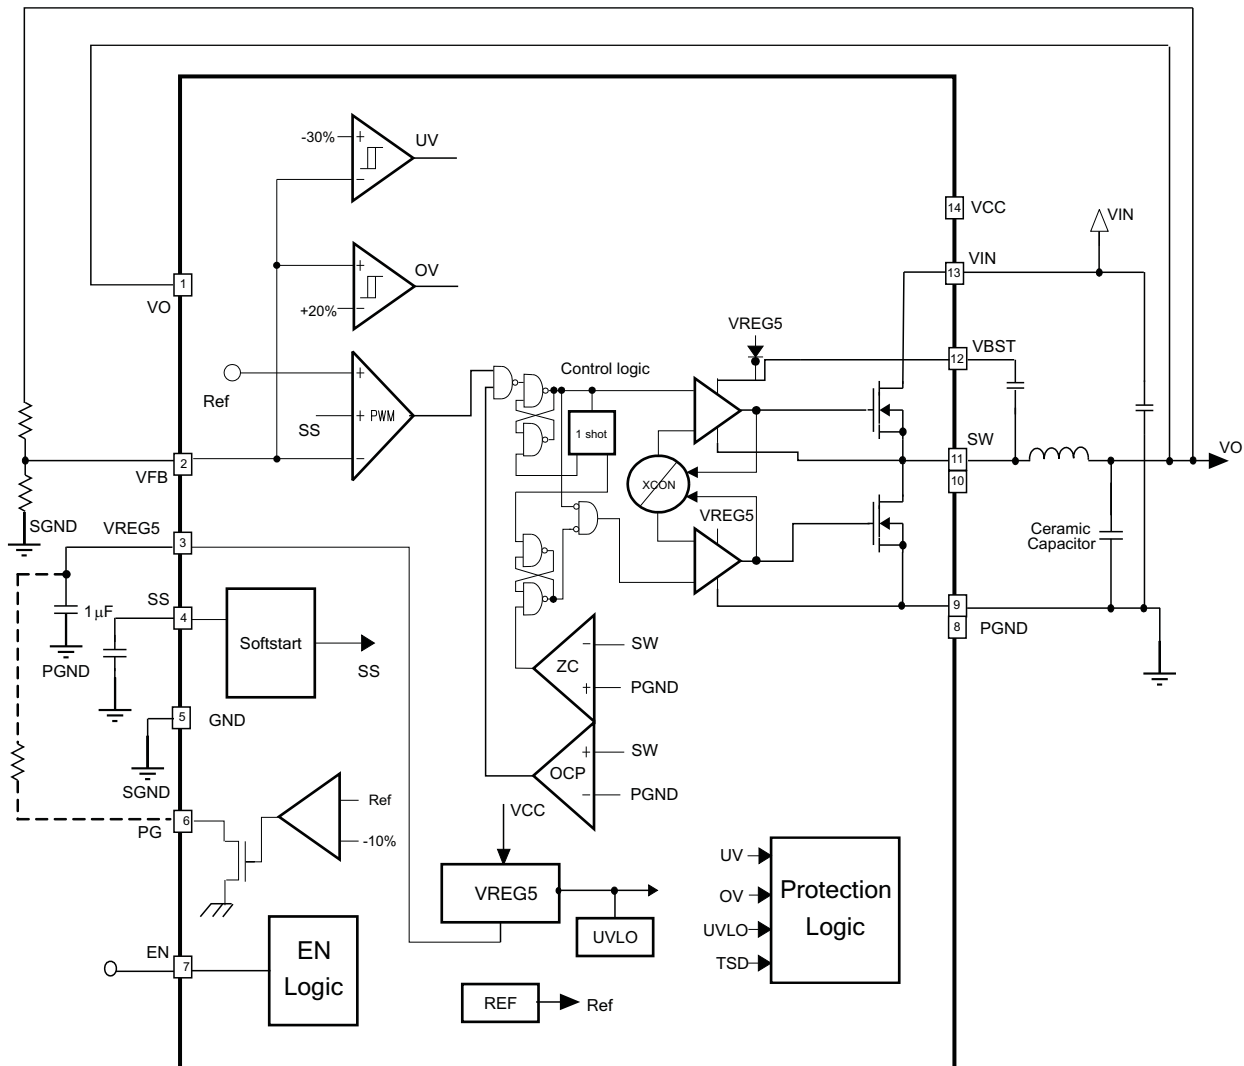 -30%
UV
14
VCC
VIN
VIN
13
OV
1
VO
+20%
VREG5
VBST
12
Control logic
Ref
SS
PWM
1 shot
SW
11
VO
2
VFB
XCON
10
SGND
VREG5
VREG5
3
Ceramic
Capacitor
SS
1µF
4
9
8
PGND
Softstart
SS
PGND
ZC
SW
PGND
5
GND
SW
OCP
PGND
SGND
Ref
VCC
6
PG
-10%
UV
OV
UVLO
TSD
Protection
Logic
VREG5
UVLO
EN
7
EN
Logic
REF
Ref